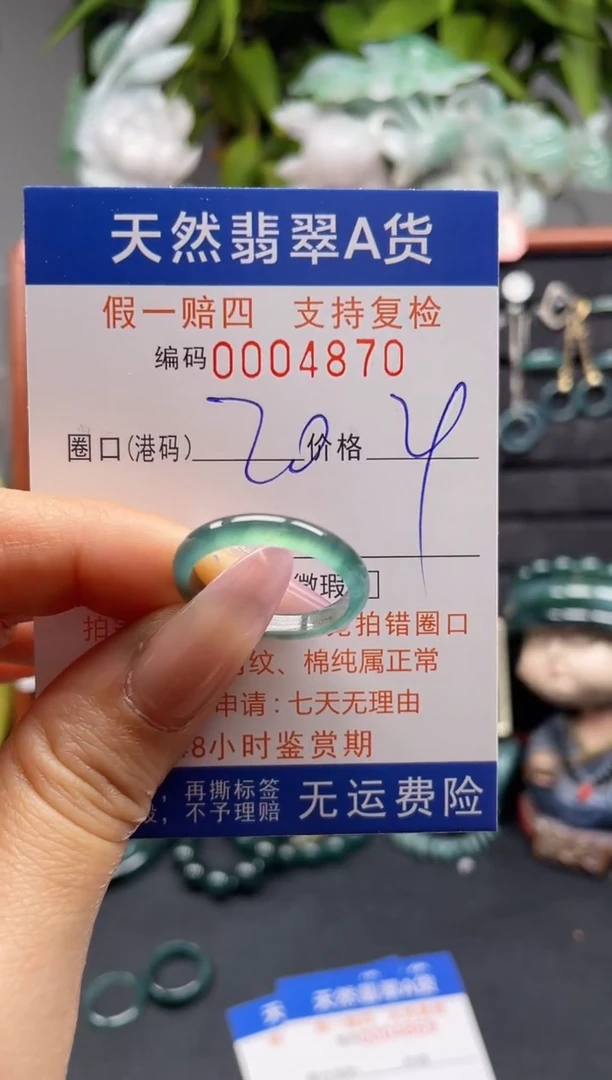 天然翡翠A货
假一赔四 支持复检
编码0004870
圈口(港码) 20 价格 4
微瑕
拍错圈口
纹、棉纯属正常
申请：七天无理由
8小时鉴赏期
再撕标签
，不予理赔 无运费险